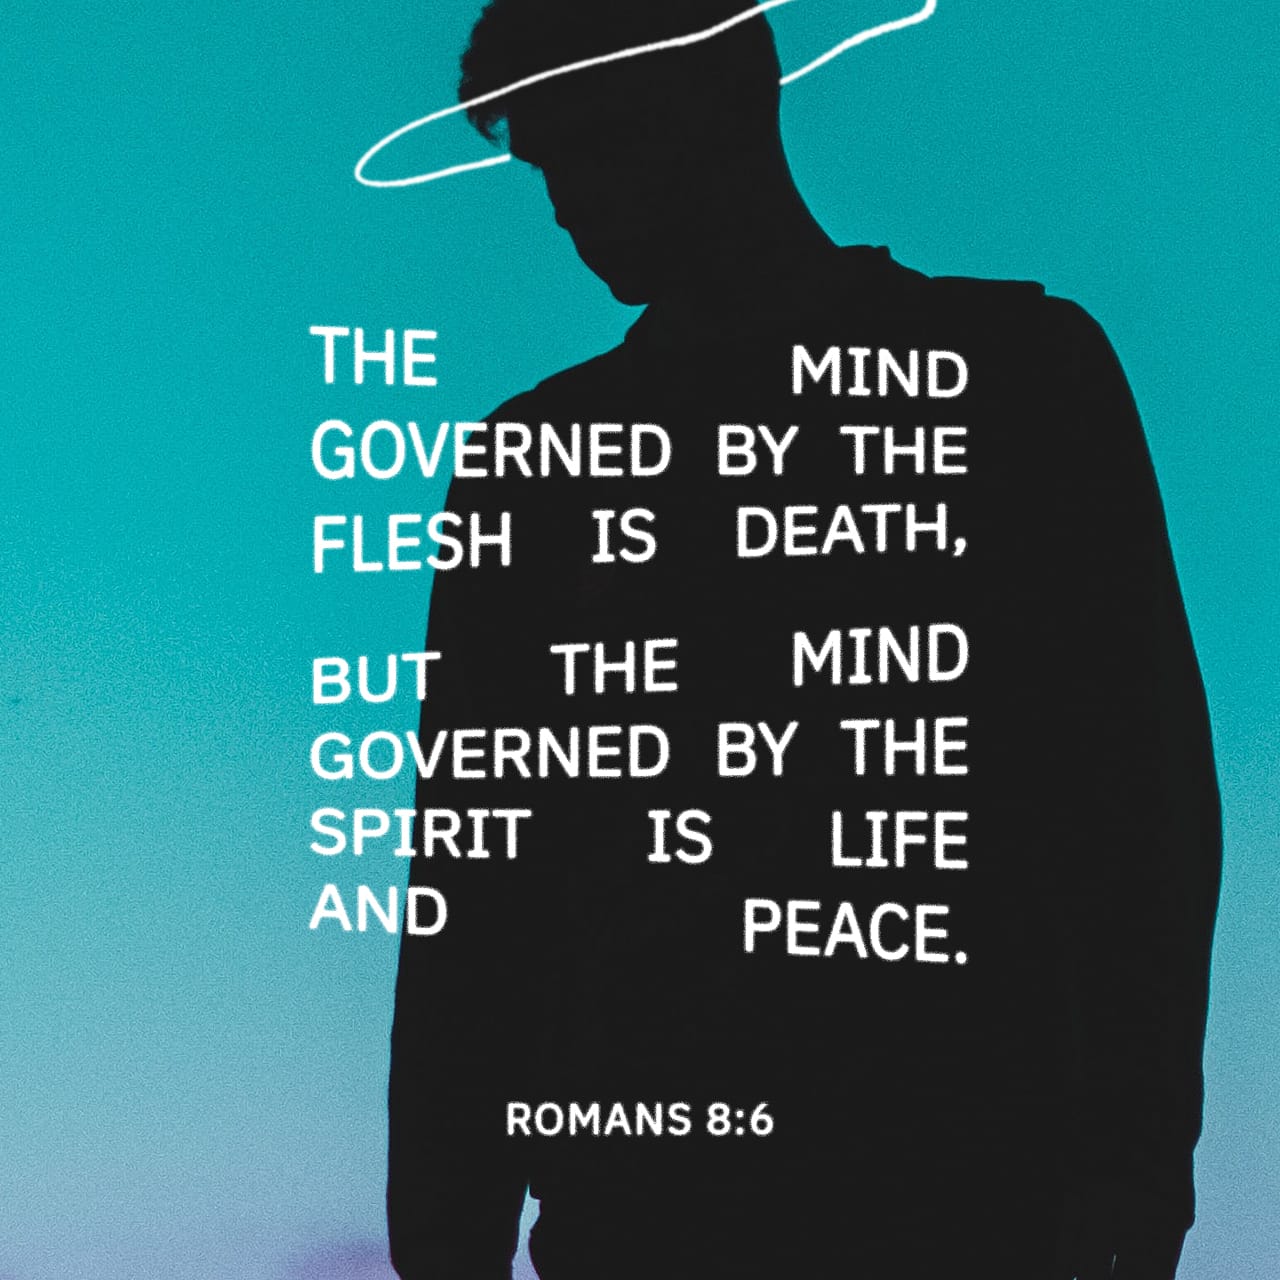 THE MIND
GOVERNED BY THE
FLESH IS DEATH,
BUT THE MIND
GOVERNED BY THE
SPIRIT IS LIFE
AND PEACE.
ROMANS 8:6